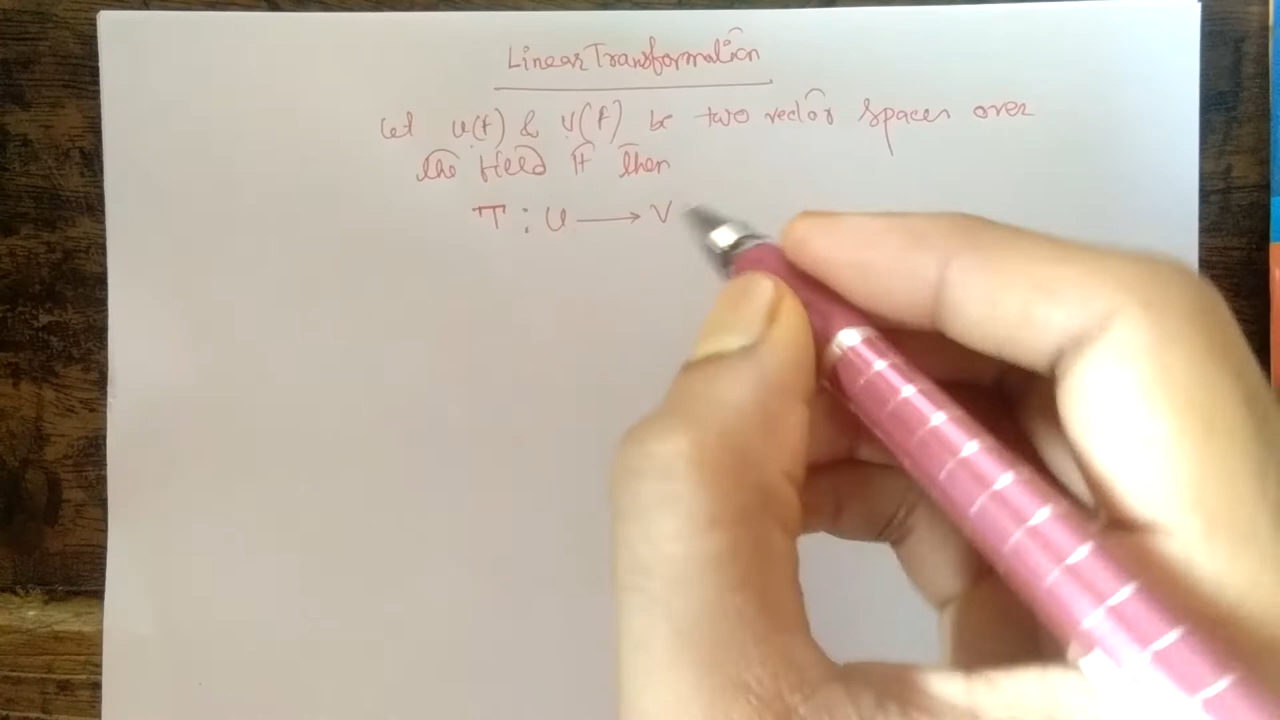 Linear Transformation
Let U(F) & V(F) be two vector spaces over
the field F then
T : U ⟶ V